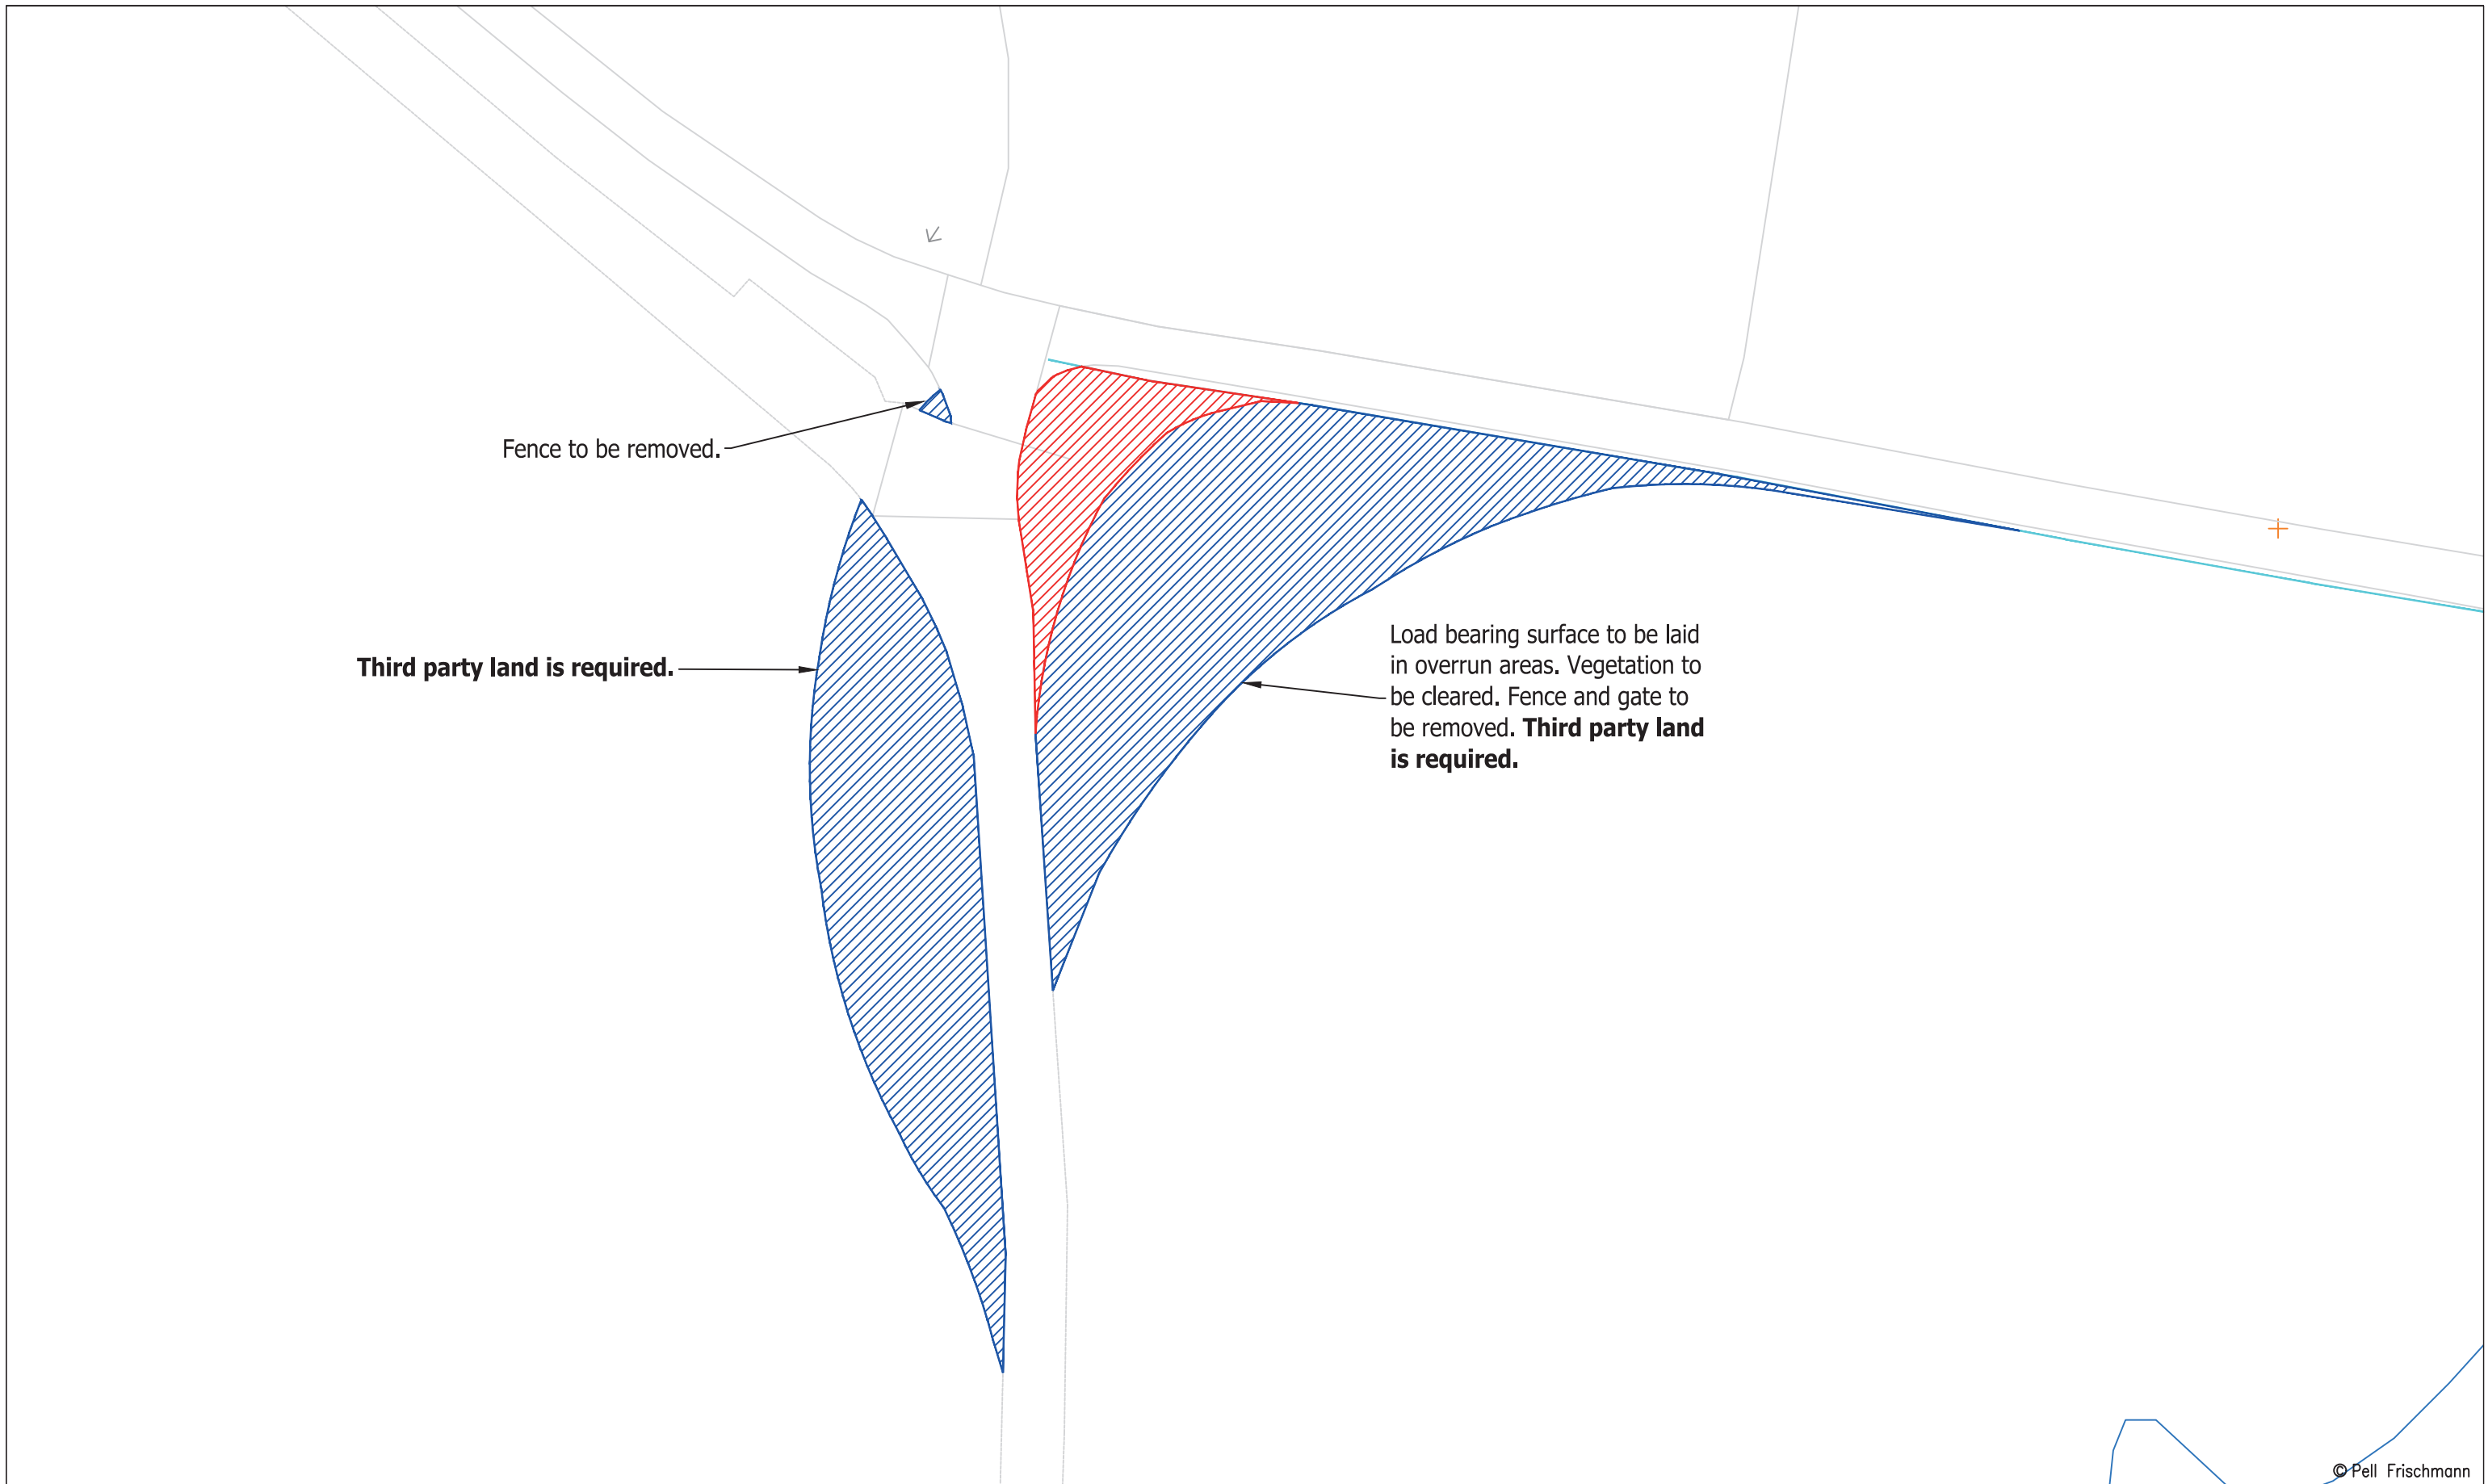 Fence to be removed.
Third party land is required.
Load bearing surface to be laid
in overrun areas. Vegetation to
be cleared. Fence and gate to
be removed. Third party land
is required.
© Pell Frischmann